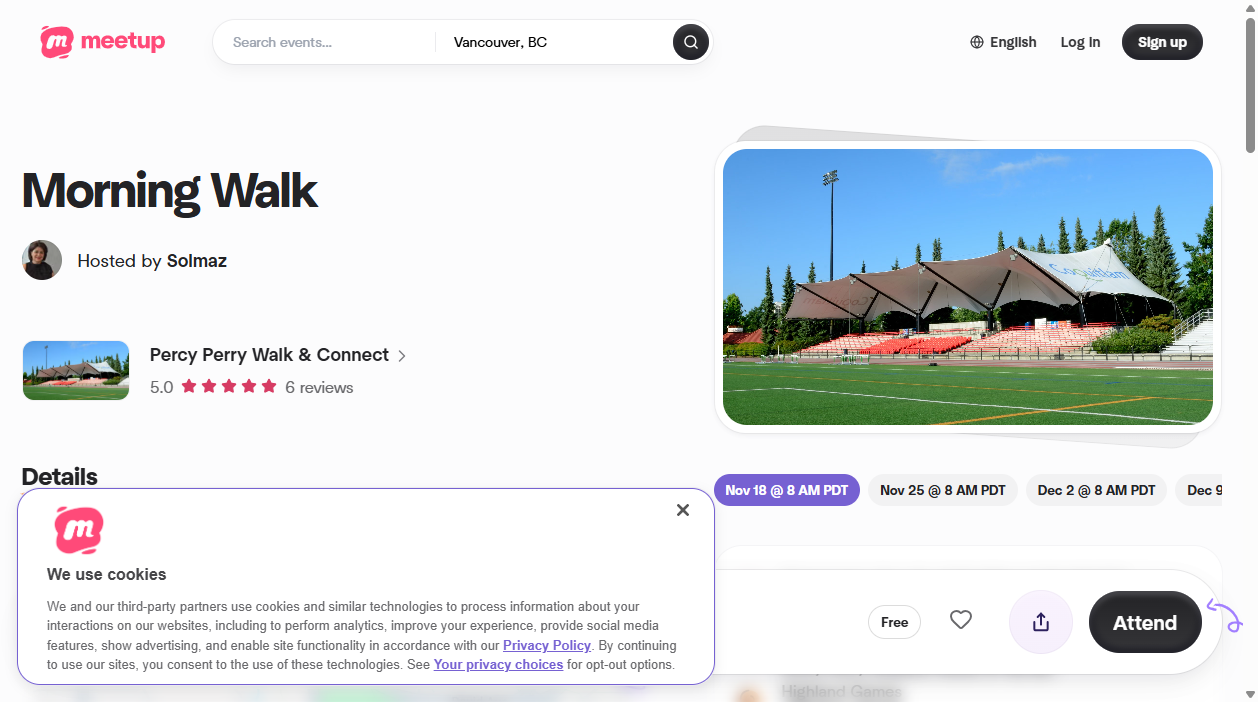 meetup
Search events...
Vancouver, BC
English
Log in
Sign up
Morning Walk
Hosted by Solmaz
Percy Perry Walk & Connect
5.0
6 reviews
Coquitlam
Details
Nov 18 @ 8 AM PDT
Nov 25 @ 8 AM PDT
Dec 2 @ 8 AM PDT
Dec 9
m
We use cookies
We and our third-party partners use cookies and similar technologies to process information about your
interactions on our websites, including to perform analytics, improve your experience, provide social media
features, show advertising, and enable site functionality in accordance with our Privacy Policy. By continuing
to use our sites, you consent to the use of these technologies. See Your privacy choices for opt-out options.
Free
Attend
Highland Games